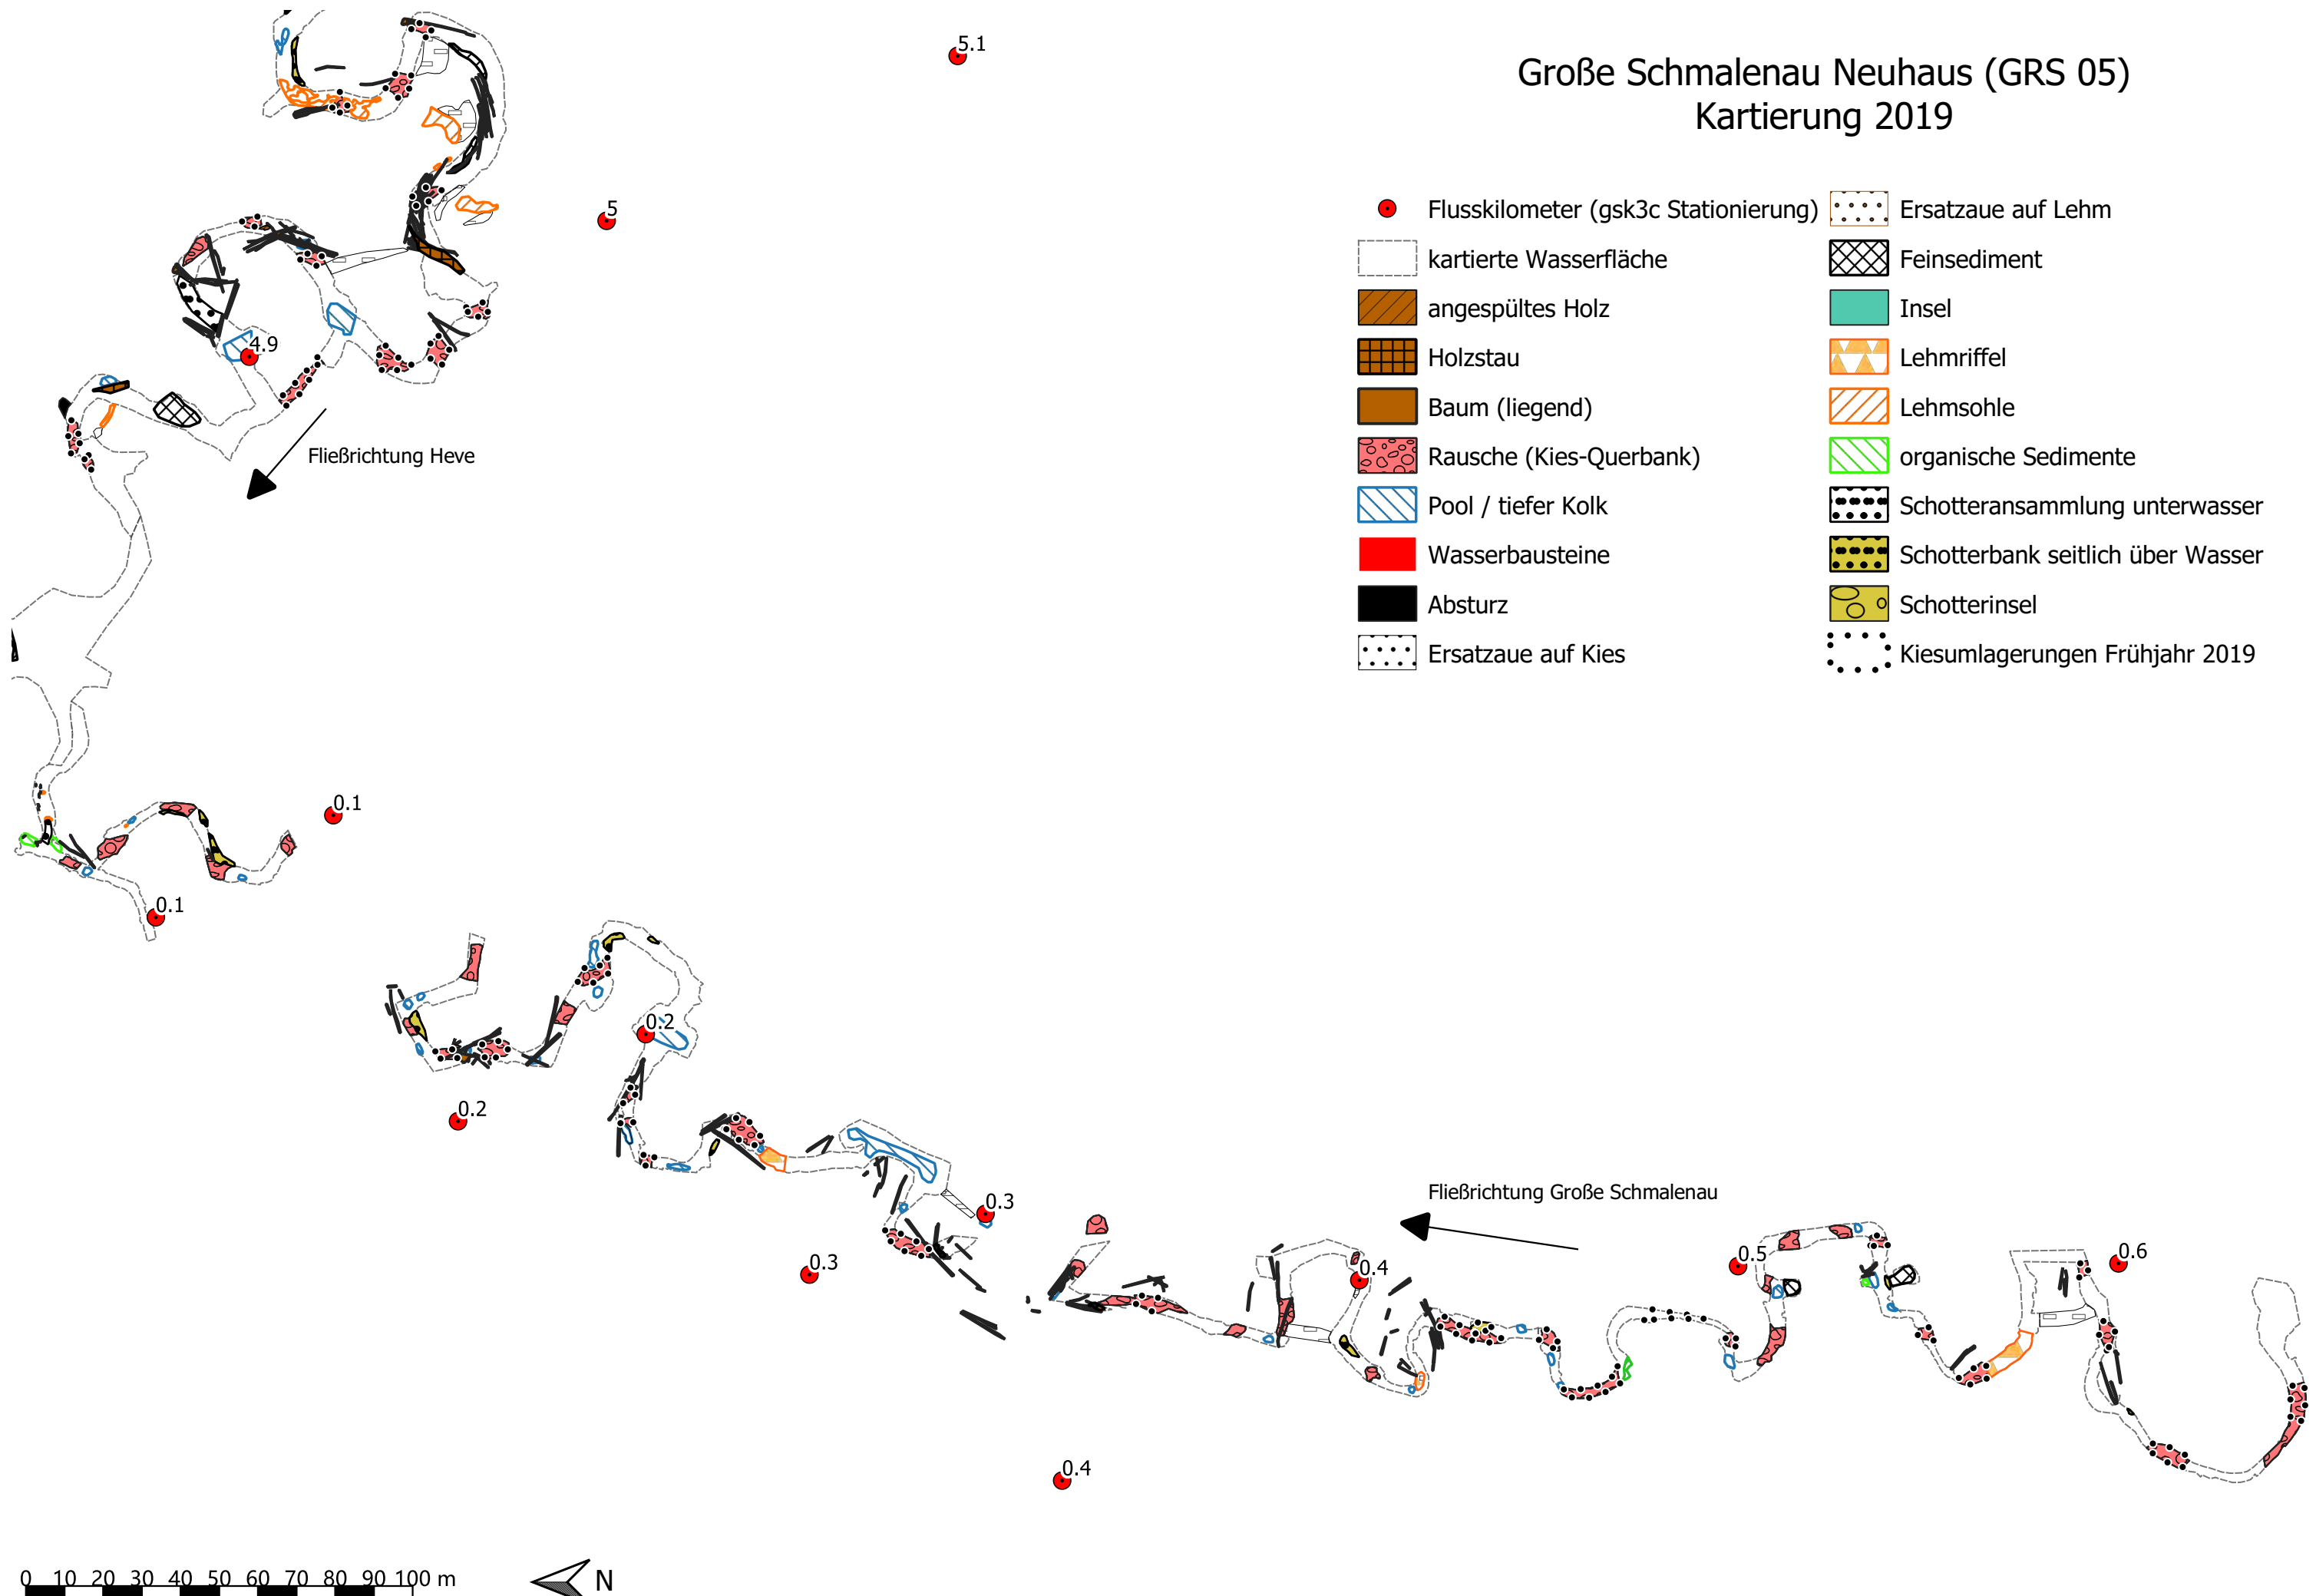 Große Schmalenau Neuhaus (GRS 05)
Kartierung 2019
Flusskilometer (gsk3c Stationierung)
kartierte Wasserfläche
angespültes Holz
Holzstau
Baum (liegend)
Rausche (Kies-Querbank)
Pool / tiefer Kolk
Wasserbausteine
Absturz
Ersatzaue auf Kies
Ersatzaue auf Lehm
Feinsediment
Insel
Lehmriffel
Lehmsohle
organische Sedimente
Schotteransammlung unterwasser
Schotterbank seitlich über Wasser
Schotterinsel
Kiesumlagerungen Frühjahr 2019
5.1
5
4.9
Fließrichtung Heve
0.1
0.1
0.2
0.2
Fließrichtung Große Schmalenau
0.3
0.3
0.4
0.5
0.6
0.4
0 10 20 30 40 50 60 70 80 90 100 m
N